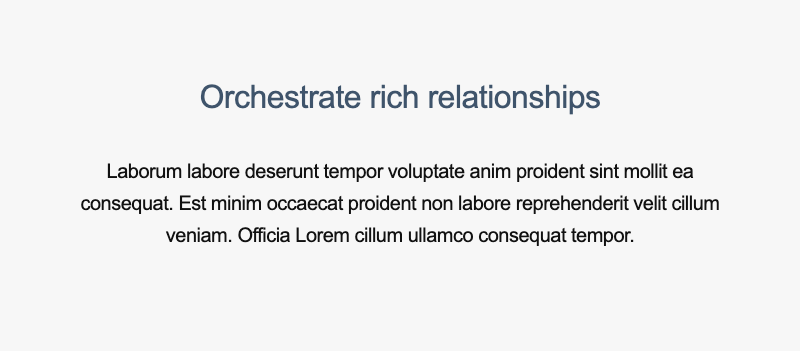 Orchestrate rich relationships
Laborum labore deserunt tempor voluptate anim proident sint mollit ea
consequat. Est minim occaecat proident non labore reprehenderit velit cillum
veniam. Officia Lorem cillum ullamco consequat tempor.